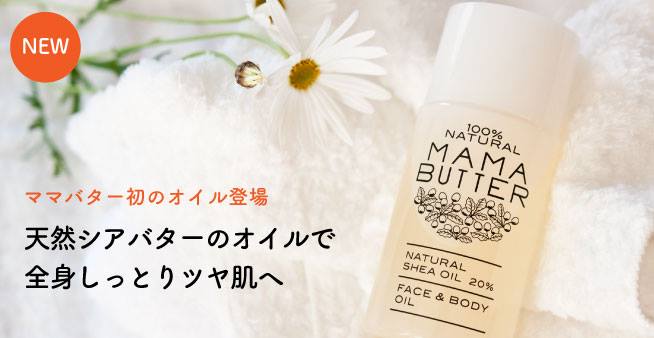 NEW
ママバター初のオイル登場
天然シアバターのオイルで
全身しっとりツヤ肌へ
100%
NATURAL
MAMA
BUTTER
NATURAL
SHEA OIL 20%
FACE & BODY
OIL